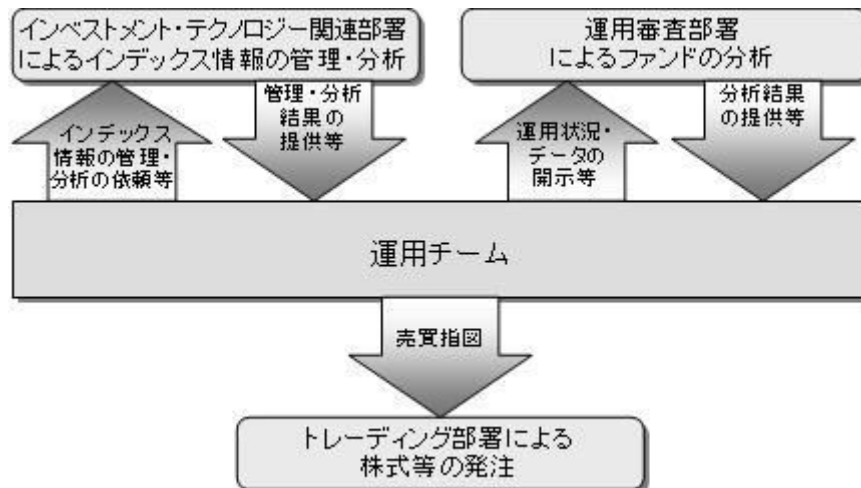 インベストメント・テクノロジー関連部署
によるインデックス情報の管理・分析
運用審査部署
によるファンドの分析
インデックス
情報の管理・
分析の依頼等
管理・分析
結果の
提供等
運用状況・
データの
開示等
分析結果
の提供等
運用チーム
売買指図
トレーディング部署による
株式等の発注